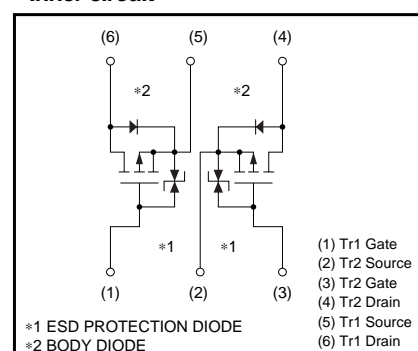 Inner circuit
(6) (5) (4)
∗2 ∗2
∗1 ∗1
(1) (2) (3)
(1) Tr1 Gate
(2) Tr2 Source
(3) Tr2 Gate
(4) Tr2 Drain
(5) Tr1 Source
(6) Tr1 Drain
∗1 ESD PROTECTION DIODE
∗2 BODY DIODE